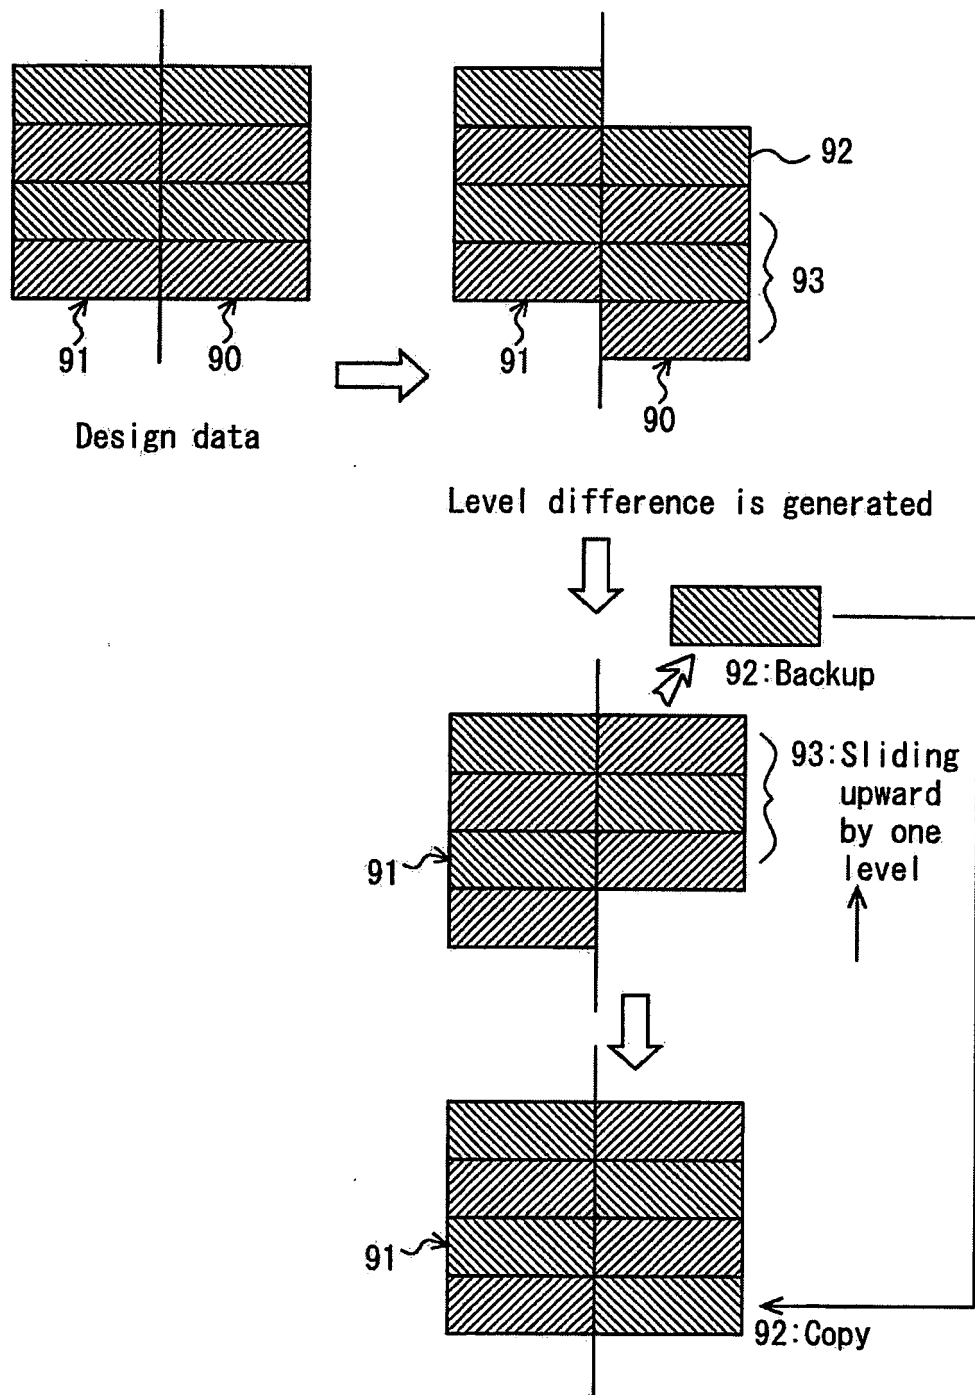 92
93
91 90
91
90
Design data
Level difference is generated
92:Backup
93:Sliding
upward
by one
level
91
91
92:Copy